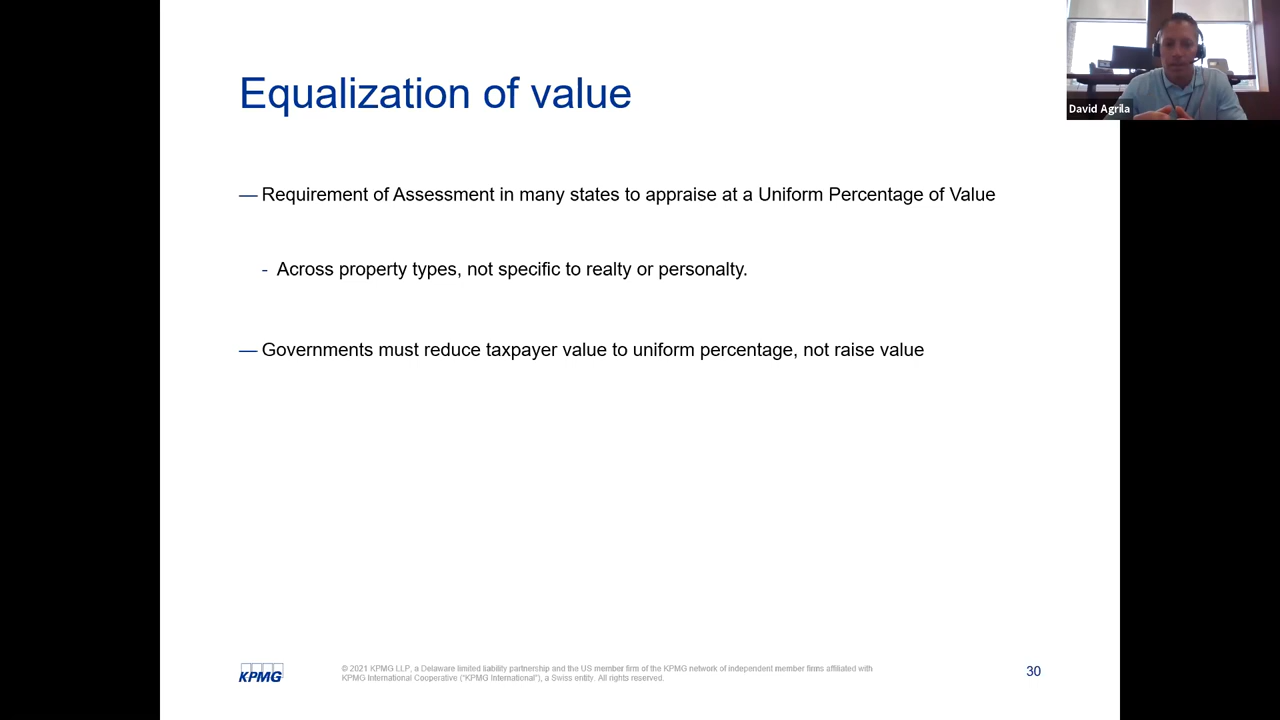 Equalization of value
David Agrila
— Requirement of Assessment in many states to appraise at a Uniform Percentage of Value
- Across property types, not specific to realty or personalty.
— Governments must reduce taxpayer value to uniform percentage, not raise value
KPMG
© 2021 KPMG LLP, a Delaware limited liability partnership and the US member firm of the KPMG network of independent member firms affiliated with
KPMG International Cooperative ("KPMG International"), a Swiss entity. All rights reserved.
30